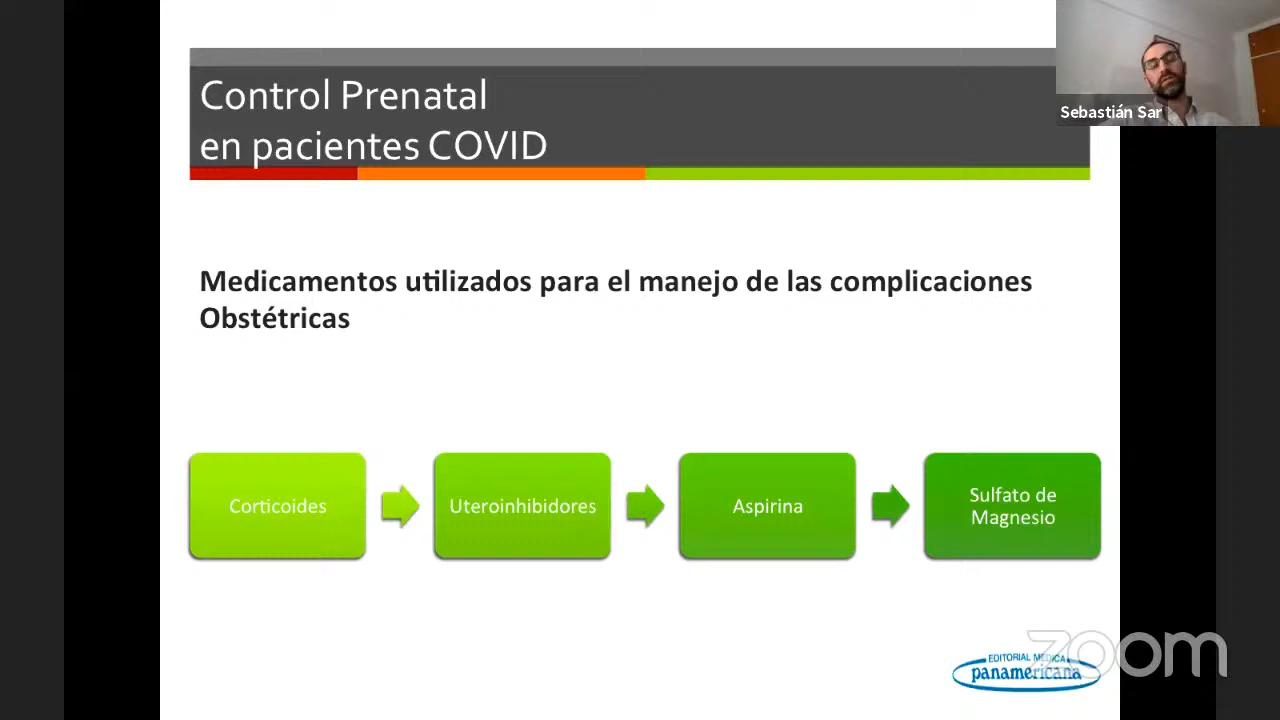 Control Prenatal
en pacientes COVID
Sebastián Sar
Medicamentos utilizados para el manejo de las complicaciones
Obstétricas
Corticoides
Uteroinhibidores
Aspirina
Sulfato de
Magnesio
EDITORIAL MEDICA
panamericana
zoom